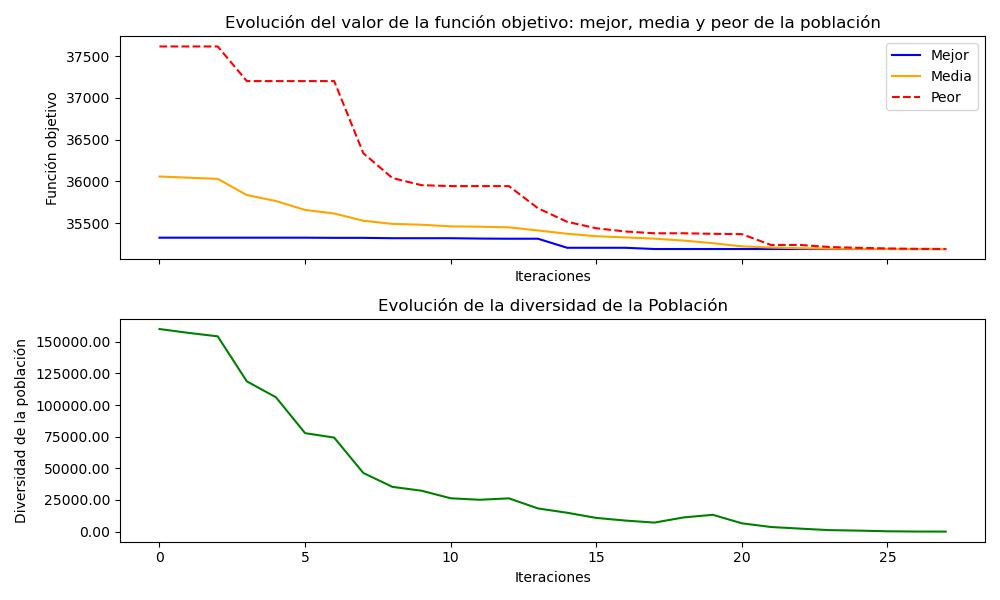 Evolución del valor de la función objetivo: mejor, media y peor de la población
Función objetivo
37500
37000
36500
36000
35500
Mejor
Media
Peor
Iteraciones
Evolución de la diversidad de la Población
Diversidad de la población
150000.00
125000.00
100000.00
75000.00
50000.00
25000.00
0.00
0 5 10 15 20 25
Iteraciones